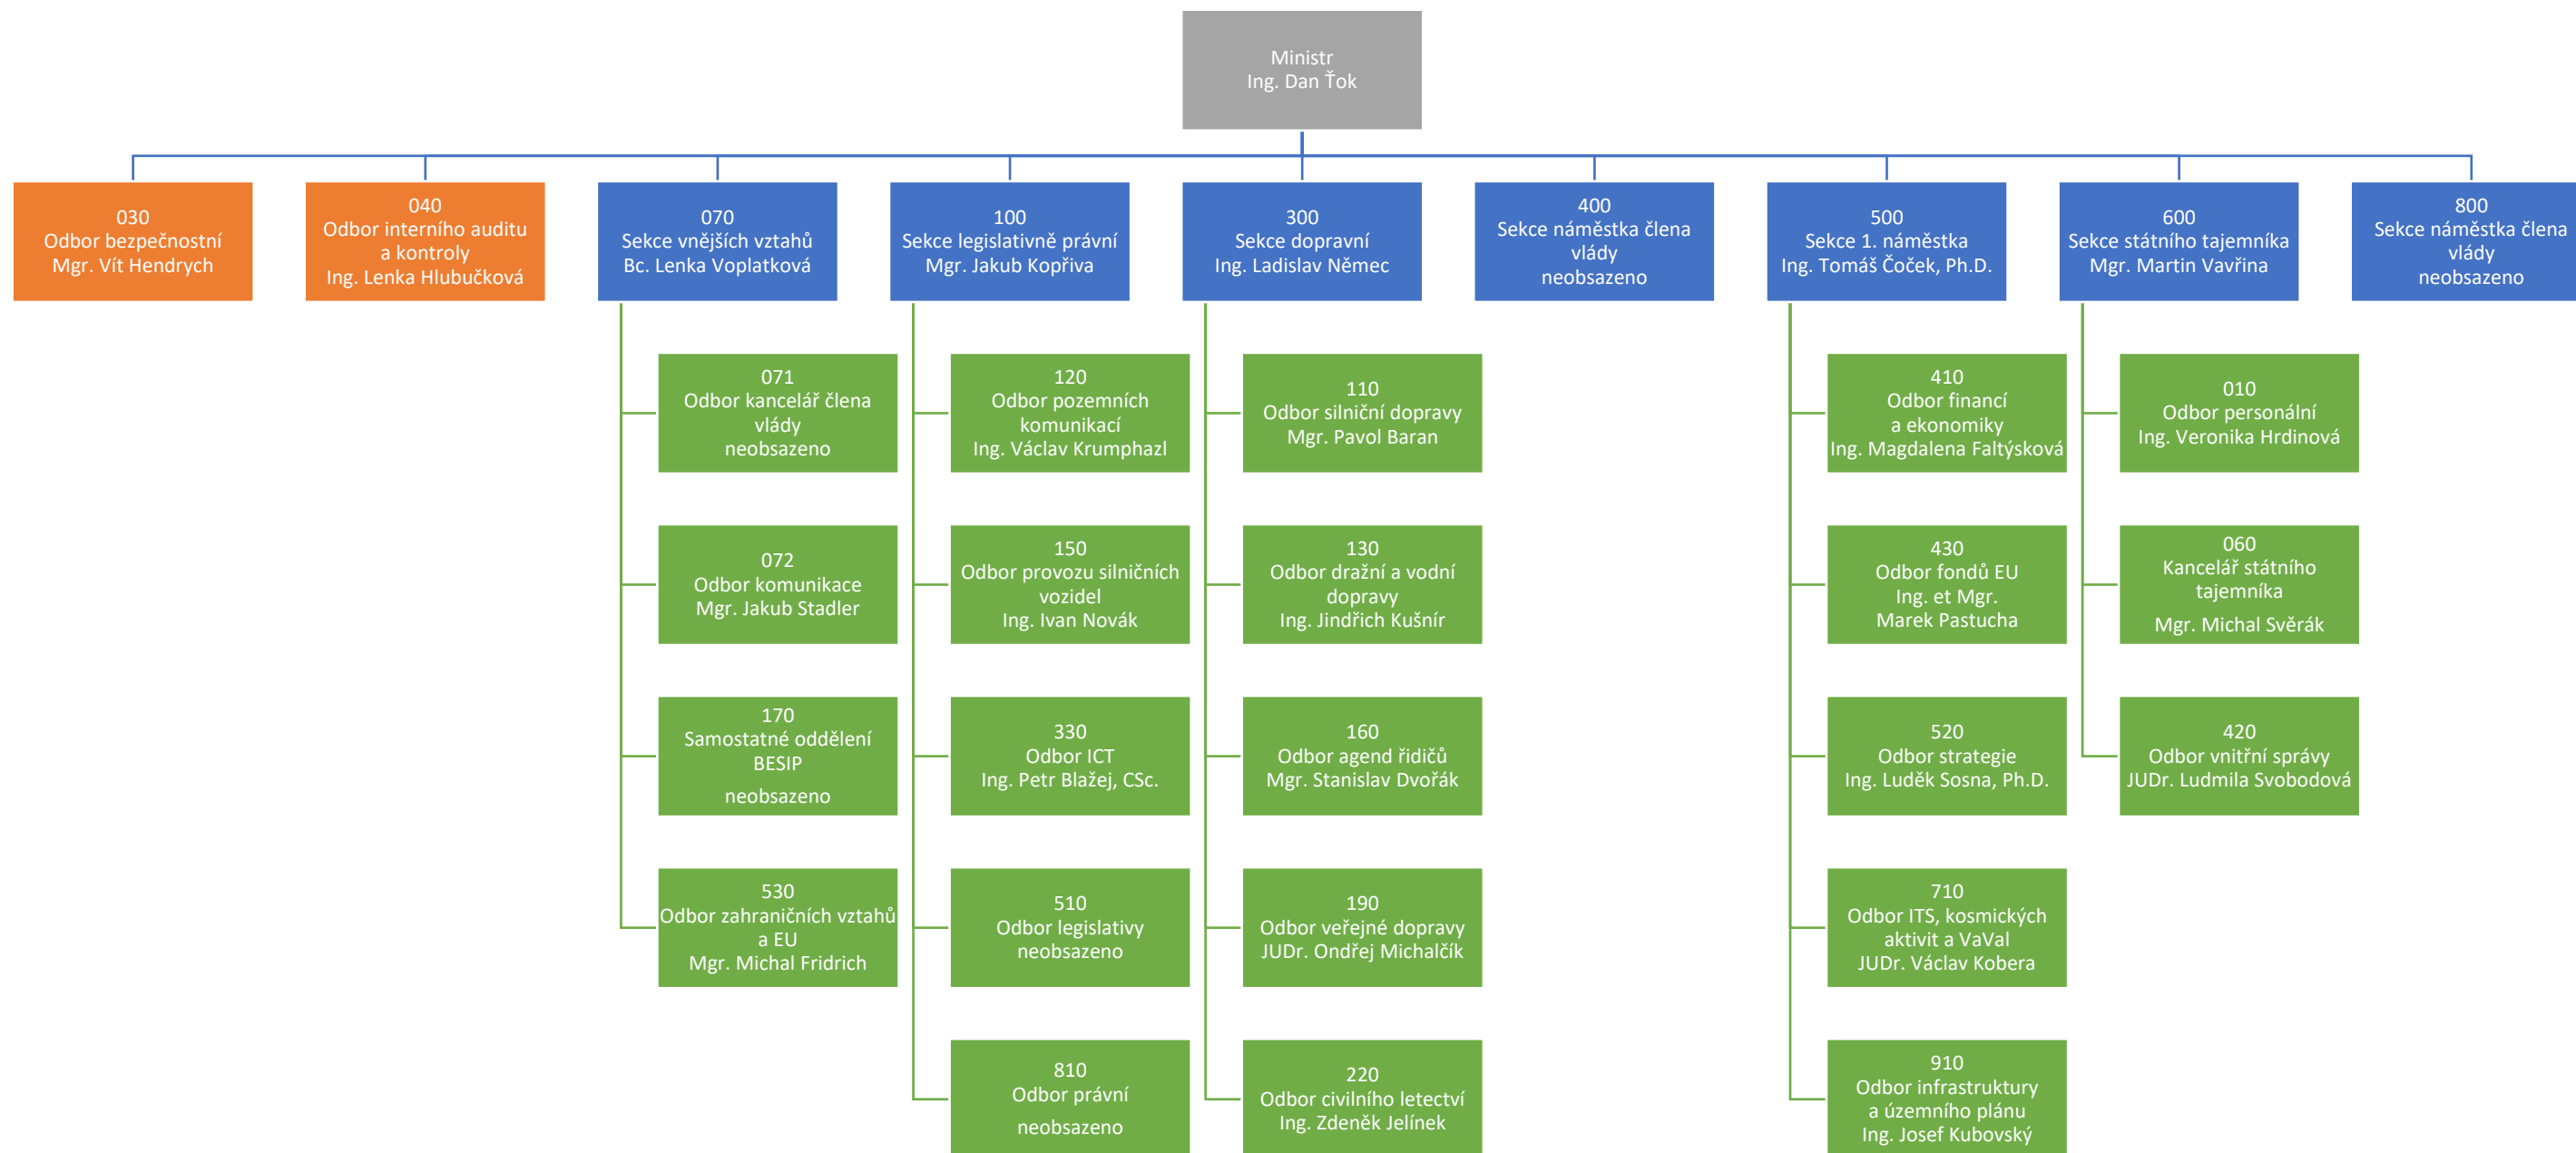 Ministr
Ing. Dan Ťok
030
Odbor bezpečnostní
Mgr. Vít Hendrych
040
Odbor interního auditu
a kontroly
Ing. Lenka Hlubučková
070
Sekce vnějších vztahů
Bc. Lenka Voplatková
100
Sekce legislativně právní
Mgr. Jakub Kopřiva
300
Sekce dopravní
Ing. Ladislav Němec
400
Sekce náměstka člena
vlády
neobsazeno
500
Sekce 1. náměstka
Ing. Tomáš Čoček, Ph.D.
600
Sekce státního tajemníka
Mgr. Martin Vavřina
800
Sekce náměstka člena
vlády
neobsazeno
071
Odbor kancelář člena
vlády
neobsazeno
072
Odbor komunikace
Mgr. Jakub Stadler
170
Samostatné oddělení
BESIP
neobsazeno
530
Odbor zahraničních vztahů
a EU
Mgr. Michal Fridrich
120
Odbor pozemních
komunikací
Ing. Václav Krumphazl
150
Odbor provozu silničních
vozidel
Ing. Ivan Novák
330
Odbor ICT
Ing. Petr Blažej, CSc.
510
Odbor legislativy
neobsazeno
810
Odbor právní
neobsazeno
110
Odbor silniční dopravy
Mgr. Pavol Baran
130
Odbor drážní a vodní
dopravy
Ing. Jindřich Kušnír
160
Odbor agend řidičů
Mgr. Stanislav Dvořák
190
Odbor veřejné dopravy
JUDr. Ondřej Michalčík
220
Odbor civilního letectví
Ing. Zdeněk Jelínek
410
Odbor financí
a ekonomiky
Ing. Magdalena Faltýsková
430
Odbor fondů EU
Ing. et Mgr.
Marek Pastucha
520
Odbor strategie
Ing. Luděk Sosna, Ph.D.
710
Odbor ITS, kosmických
aktivit a VaVal
JUDr. Václav Kobera
910
Odbor infrastruktury
a územního plánu
Ing. Josef Kubovský
010
Odbor personální
Ing. Veronika Hrdinová
060
Kancelář státního
tajemníka
Mgr. Michal Svěrák
420
Odbor vnitřní správy
JUDr. Ludmila Svobodová